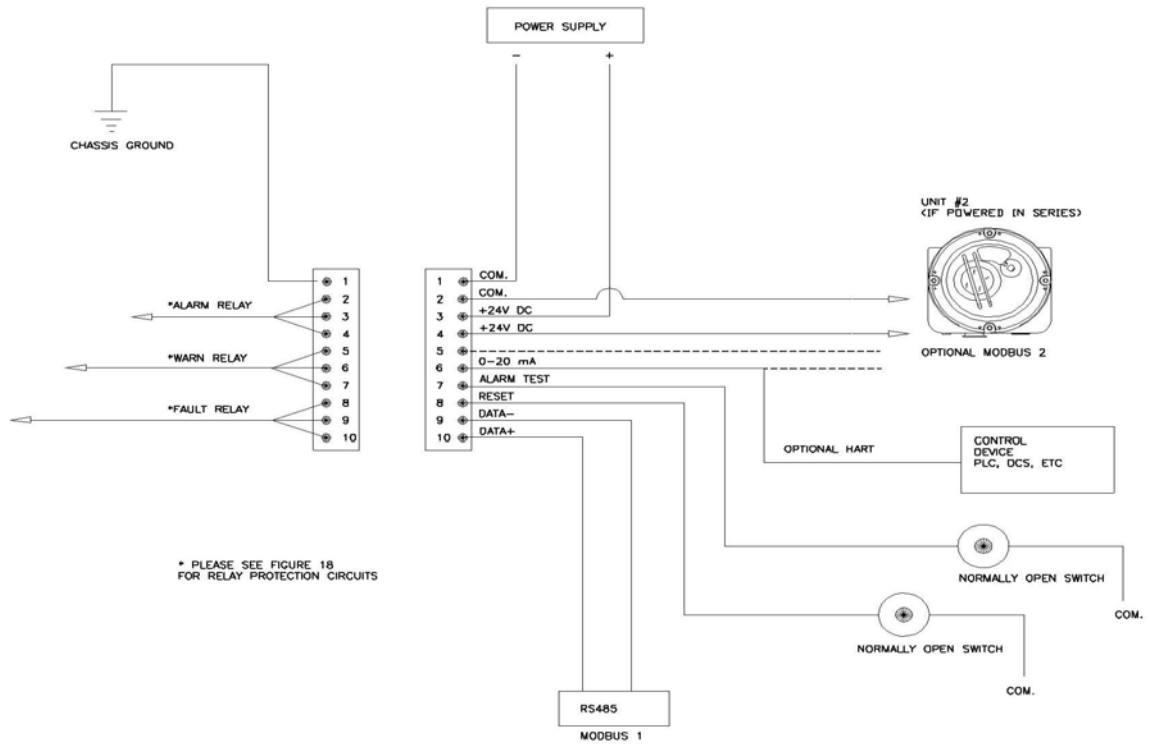 POWER SUPPLY
- +
CHASSIS GROUND
UNIT #2
(IF POWERED IN SERIES)
OPTIONAL MODBUS 2
*ALARM RELAY
*WARN RELAY
*FAULT RELAY
1
2
3
4
5
6
7
8
9
10
1 COM.
2 COM.
3 +24V DC
4 +24V DC
5
6 0-20 mA
7 ALARM TEST
8 RESET
9 DATA-
10 DATA+
OPTIONAL HART
CONTROL
DEVICE
PLC, DCS, ETC
* PLEASE SEE FIGURE 18
FOR RELAY PROTECTION CIRCUITS
NORMALLY OPEN SWITCH
COM.
NORMALLY OPEN SWITCH
COM.
RS485
MODBUS 1